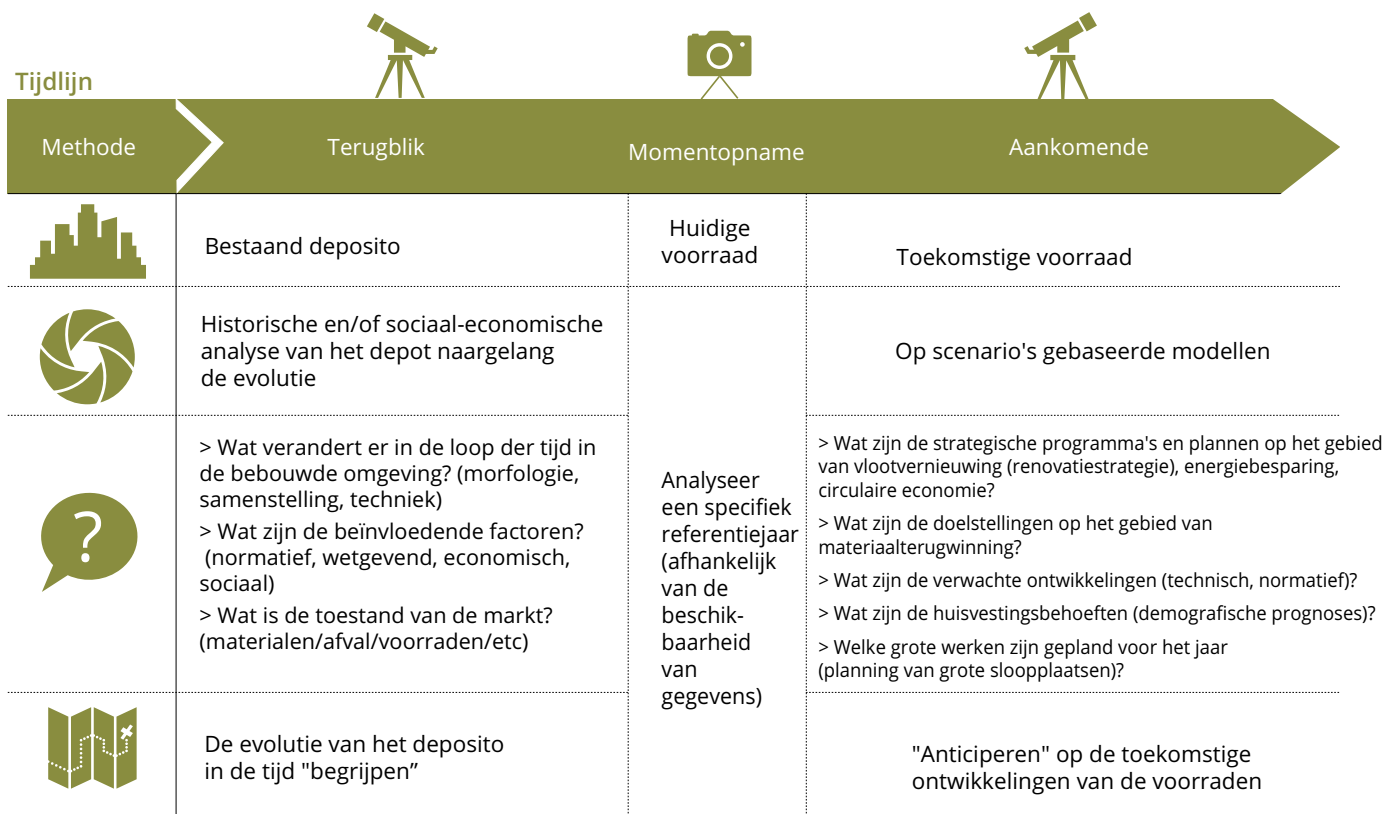 Tijdlijn
Methode
Terugblik
Momentopname
Aankomende
Bestaand deposito
Huidige
voorraad
Toekomstige voorraad
Historische en/of sociaal-economische
analyse van het depot naargelang
de evolutie
Op scenario's gebaseerde modellen
?
> Wat verandert er in de loop der tijd in
de bebouwde omgeving? (morfologie,
samenstelling, techniek)
> Wat zijn de beïnvloedende factoren?
(normatief, wetgevend, economisch,
sociaal)
> Wat is de toestand van de markt?
(materialen/afval/voorraden/etc)
Analyseer
een specifiek
referentiejaar
(afhankelijk
van de
beschik-
baarheid
van
gegevens)
> Wat zijn de strategische programma's en plannen op het gebied
van vlootvernieuwing (renovatiestrategie), energiebesparing,
circulaire economie?
> Wat zijn de doelstellingen op het gebied van
materiaalterugwinning?
> Wat zijn de verwachte ontwikkelingen (technisch, normatief)?
> Wat zijn de huisvestingsbehoeften (demografische prognoses)?
> Welke grote werken zijn gepland voor het jaar
(planning van grote sloopplaatsen)?
De evolutie van het deposito
in de tijd "begrijpen”
"Anticiperen" op de toekomstige
ontwikkelingen van de voorraden